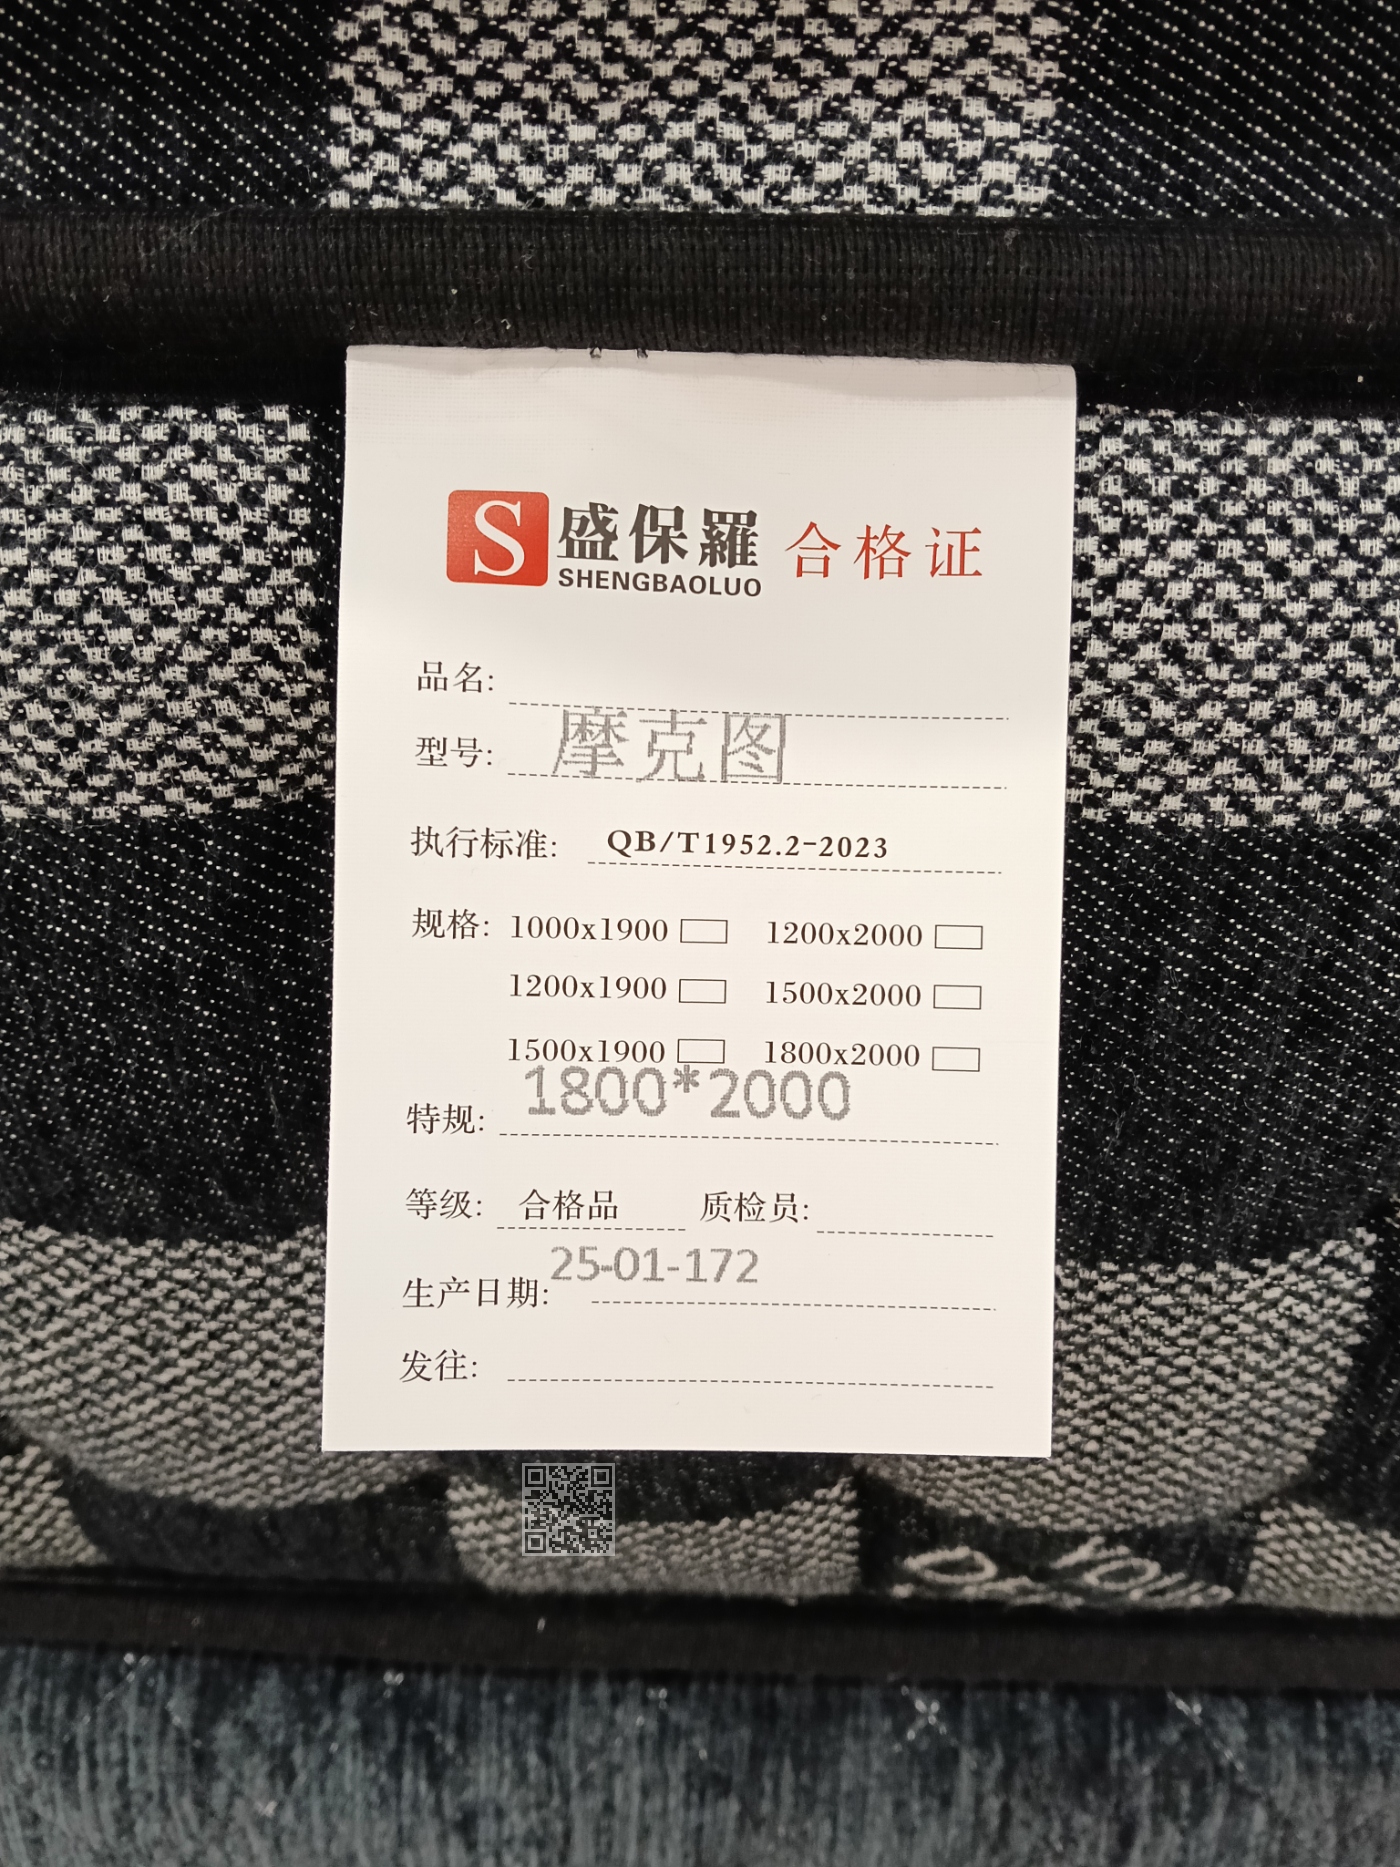 S 盛保羅 合格证
SHENGBAOLUO
品名:
型号: 摩克图
执行标准: QB/T1952.2-2023
规格: 1000x1900 1200x2000
1200x1900 1500x2000
1500x1900 1800x2000
特规: 1800*2000
等级: 合格品 质检员:
生产日期: 25-01-172
发往: